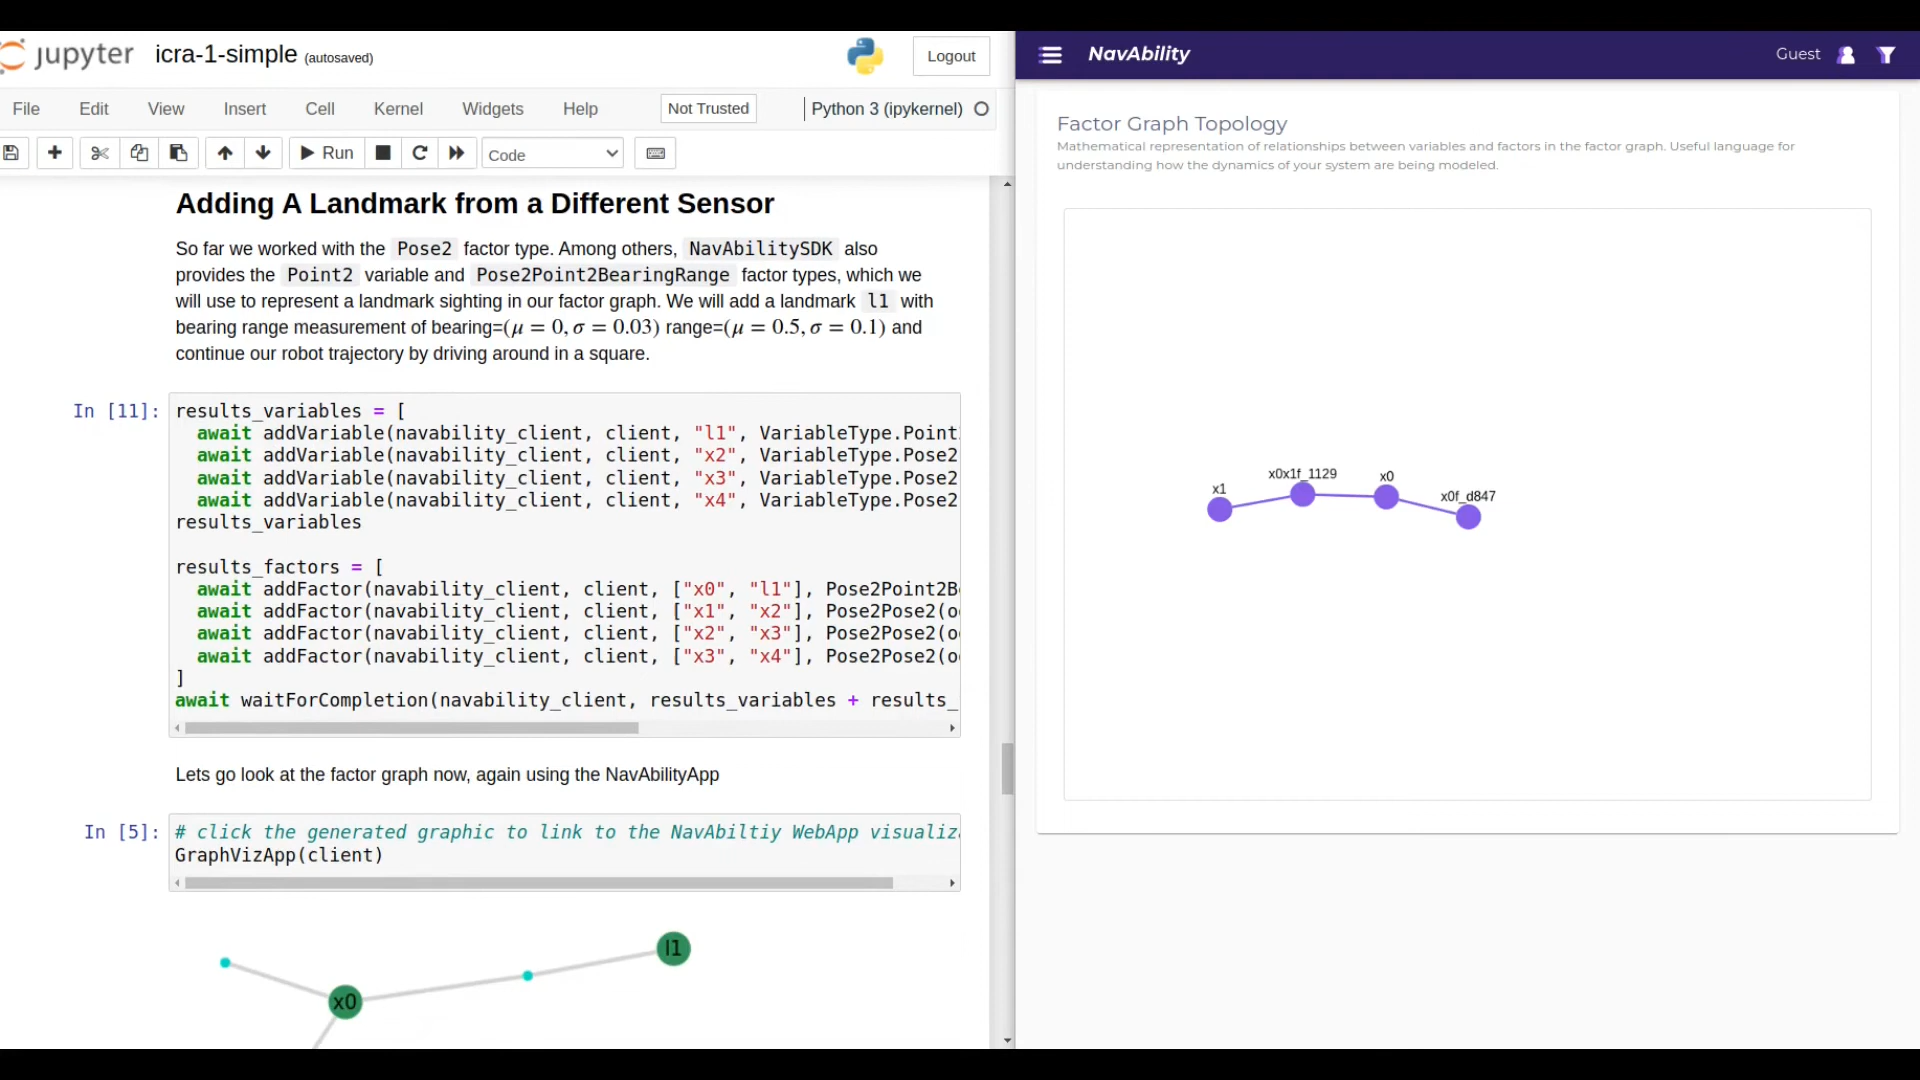 jupyter icra-1-simple (autosaved)
Logout
File Edit View Insert Cell Kernel Widgets Help
Not Trusted
Python 3 (ipykernel)
Run
Code
Adding A Landmark from a Different Sensor
So far we worked with the Pose2 factor type. Among others, NavAbilitySDK also
provides the Point2 variable and Pose2Point2BearingRange factor types, which we
will use to represent a landmark sighting in our factor graph. We will add a landmark l1 with
bearing range measurement of bearing=(μ = 0, σ = 0.03) range=(μ = 0.5, σ = 0.1) and
continue our robot trajectory by driving around in a square.
In [11]:
results_variables = [
  await addVariable(navability_client, client, "l1", VariableType.Point
  await addVariable(navability_client, client, "x2", VariableType.Pose2
  await addVariable(navability_client, client, "x3", VariableType.Pose2
  await addVariable(navability_client, client, "x4", VariableType.Pose2
results_variables
results_factors = [
  await addFactor(navability_client, client, ["x0", "l1"], Pose2Point2B
  await addFactor(navability_client, client, ["x1", "x2"], Pose2Pose2(o
  await addFactor(navability_client, client, ["x2", "x3"], Pose2Pose2(o
  await addFactor(navability_client, client, ["x3", "x4"], Pose2Pose2(o
]
await waitForCompletion(navability_client, results_variables + results_
Lets go look at the factor graph now, again using the NavAbilityApp
In [5]:
# click the generated graphic to link to the NavAbiltiy WebApp visualiz
GraphVizApp(client)
l1
x0
NavAbility
Guest
Factor Graph Topology
Mathematical representation of relationships between variables and factors in the factor graph. Useful language for
understanding how the dynamics of your system are being modeled.
x1
x0x1f_1129
x0
x0f_d847